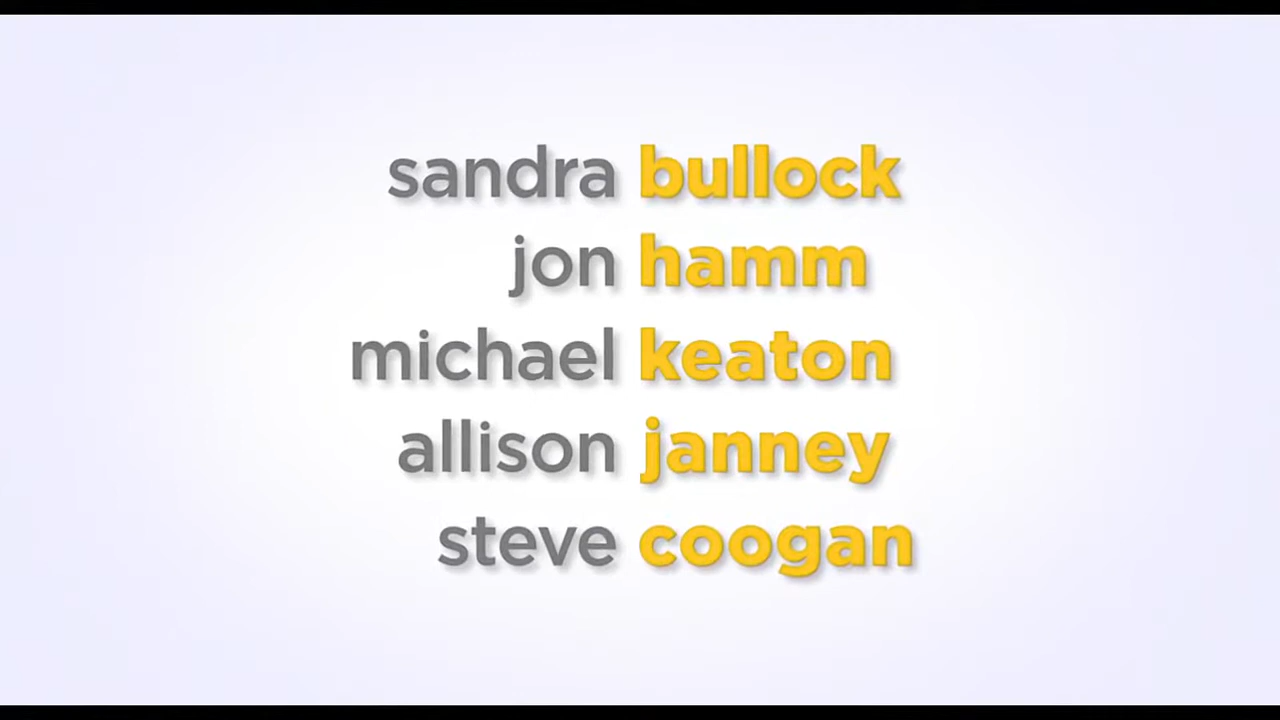 sandra bullock
jon hamm
michael keaton
allison janney
steve coogan